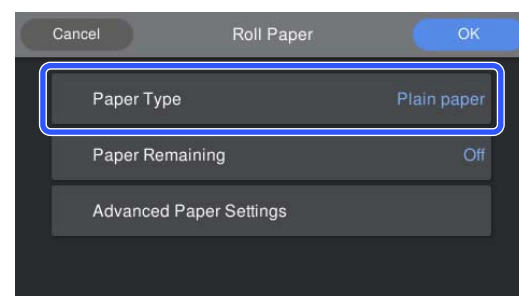 Cancel Roll Paper OK
Paper Type Plain paper
Paper Remaining Off
Advanced Paper Settings